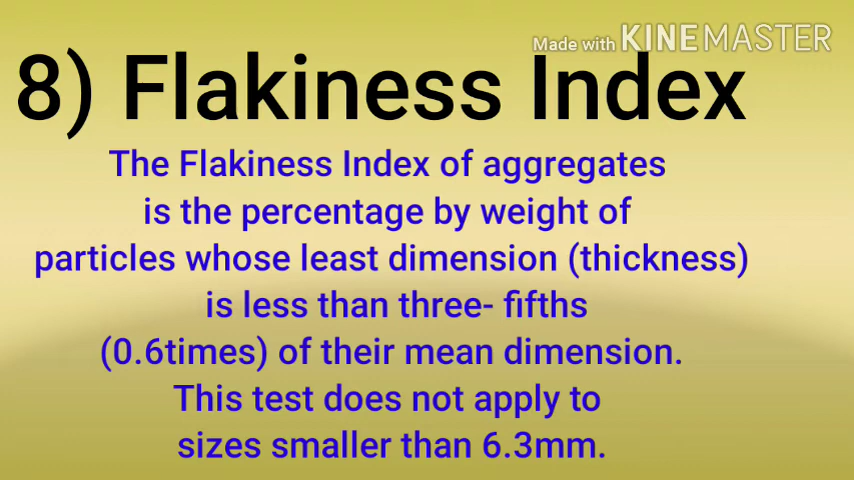 Made with KINEMASTER
8) Flakiness Index
The Flakiness Index of aggregates
is the percentage by weight of
particles whose least dimension (thickness)
is less than three- fifths
(0.6times) of their mean dimension.
This test does not apply to
sizes smaller than 6.3mm.